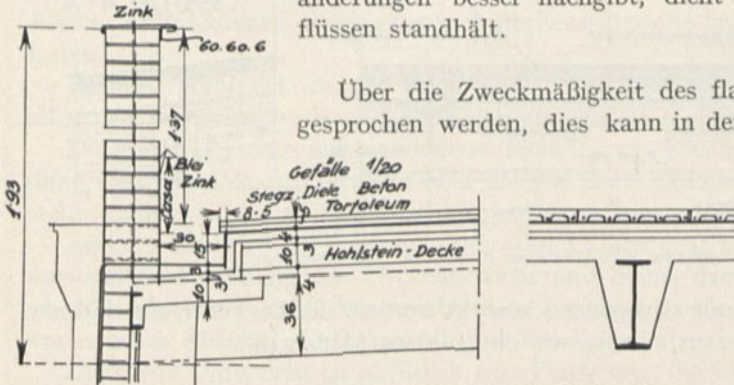 änderungen besser nachgibt, dicht
flüssen standhält.
Über die Zweckmäßigkeit des fla
gesprochen werden, dies kann in de
Zink
60.60.6
1·37
1·93
Blei
Zink
Gefälle 1/20
Stegz. Diele Beton
Torfoleum
8·5
30
15
Hohlstein-Decke
5
4
3
10
4
3
3
10
36